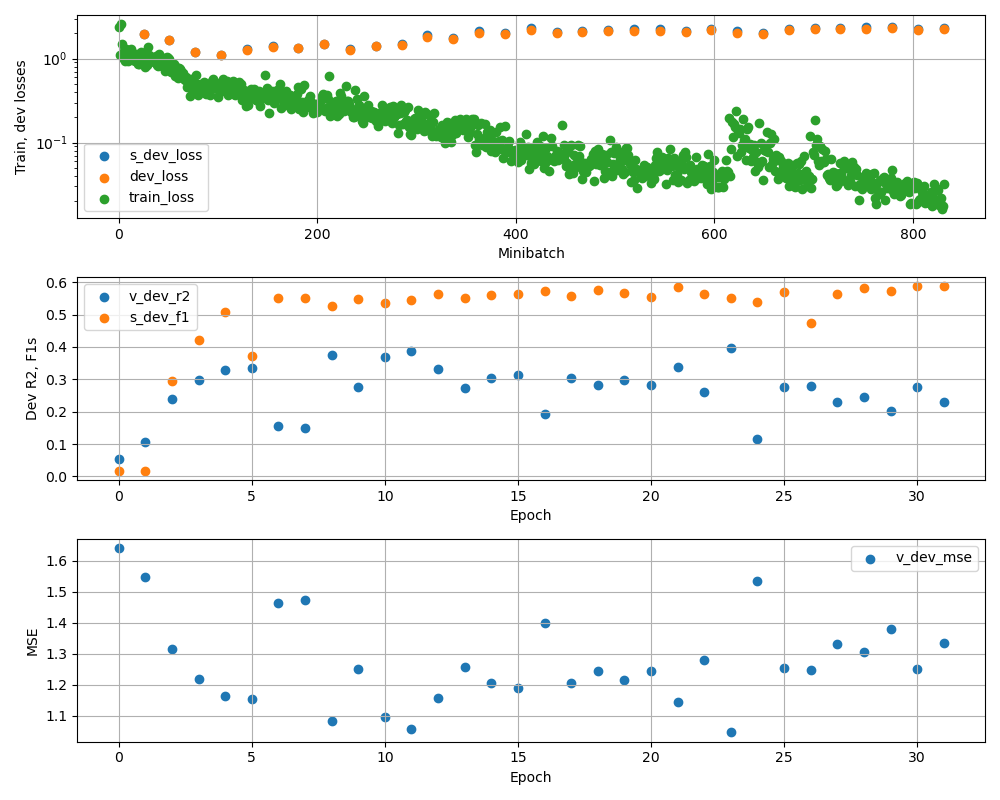 Train, dev losses
10⁰
10⁻¹
s_dev_loss
dev_loss
train_loss
0 200 400 600 800
Minibatch
Dev R2, F1s
0.6
0.5
0.4
0.3
0.2
0.1
0.0
v_dev_r2
s_dev_f1
0 5 10 15 20 25 30
Epoch
MSE
1.6
1.5
1.4
1.3
1.2
1.1
v_dev_mse
0 5 10 15 20 25 30
Epoch